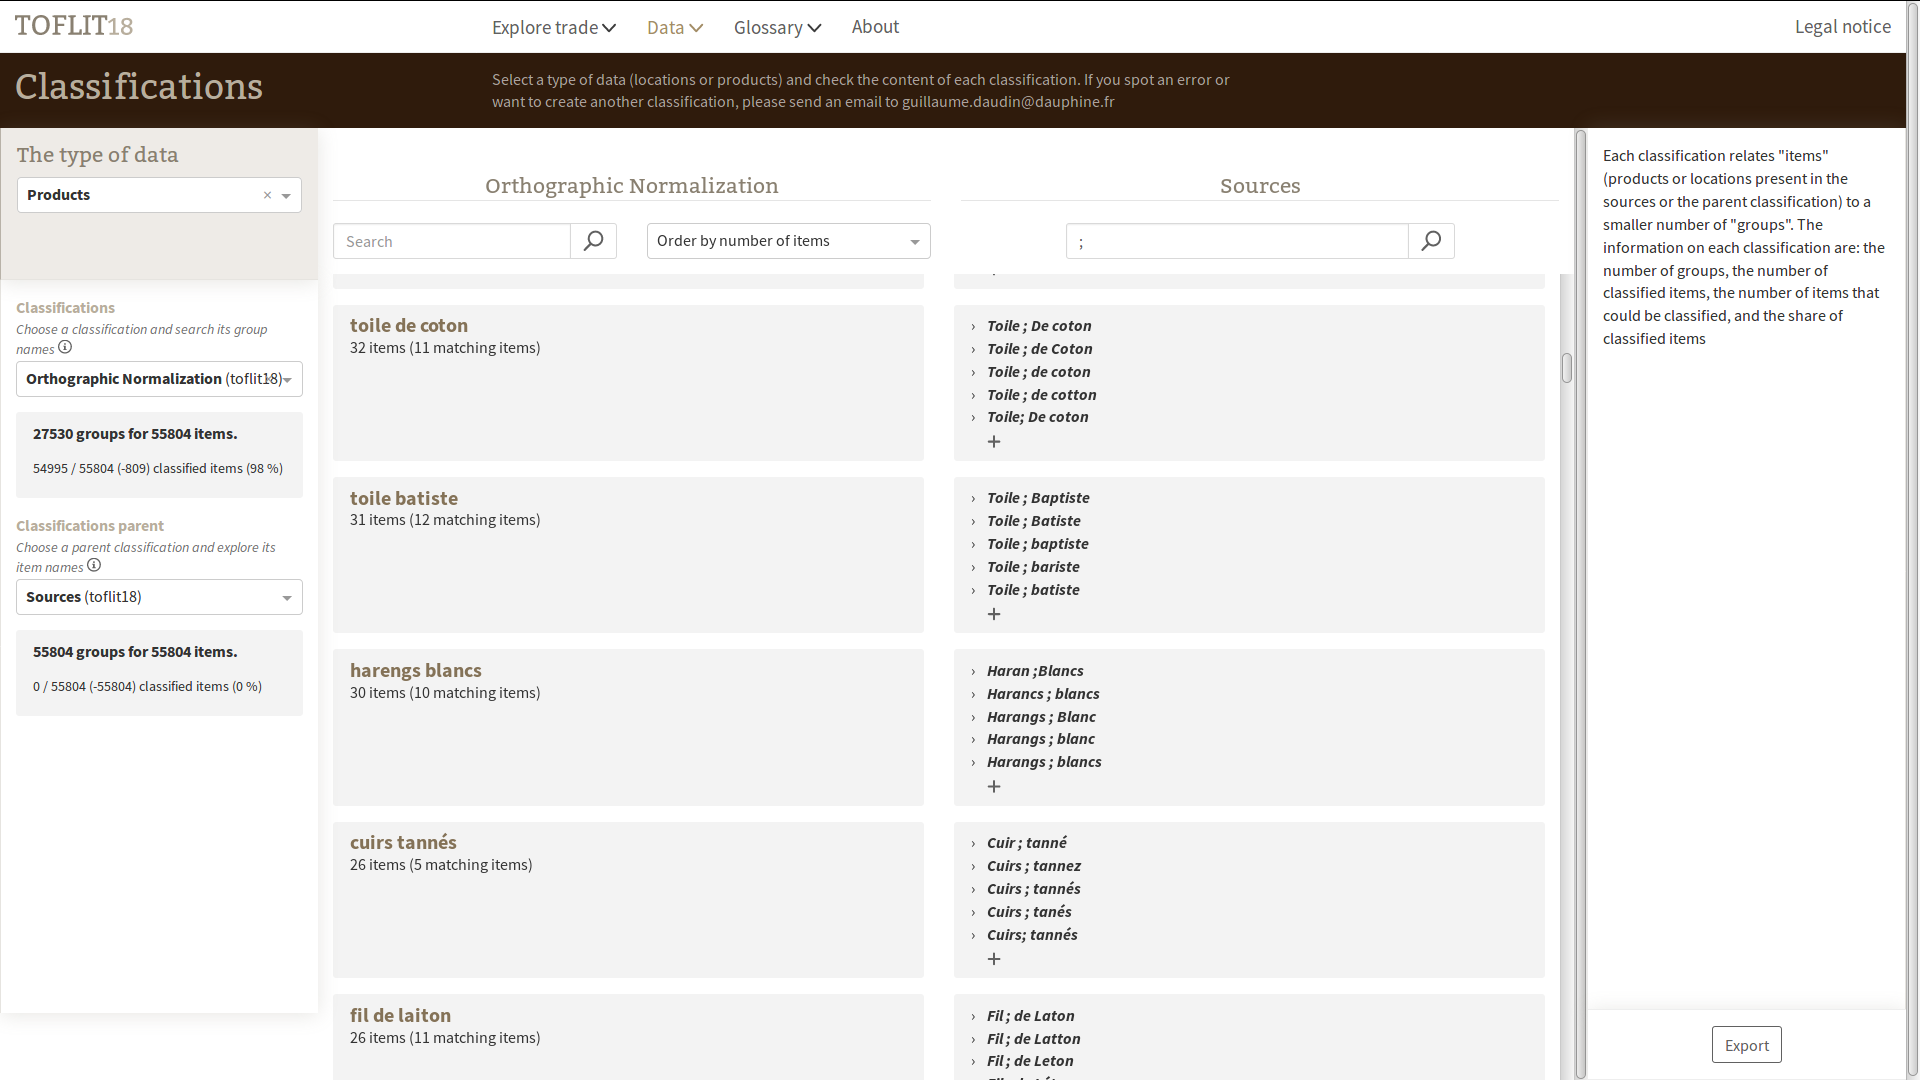 TOFLIT18
Explore trade
Data
Glossary
About
Legal notice
Classifications
Select a type of data (locations or products) and check the content of each classification. If you spot an error or
want to create another classification, please send an email to guillaume.daudin@dauphine.fr
The type of data
Products
Classifications
Choose a classification and search its group
names
Orthographic Normalization (toflit18)
27530 groups for 55804 items.
54995 / 55804 (-809) classified items (98 %)
Classifications parent
Choose a parent classification and explore its
item names
Sources (toflit18)
55804 groups for 55804 items.
0 / 55804 (-55804) classified items (0 %)
Orthographic Normalization
Search
Order by number of items
Sources
;
toile de coton
32 items (11 matching items)
› Toile ; De coton
› Toile ; de Coton
› Toile ; de coton
› Toile ; de cotton
› Toile; De coton
+
toile batiste
31 items (12 matching items)
› Toile ; Baptiste
› Toile ; Batiste
› Toile ; baptiste
› Toile ; bariste
› Toile ; batiste
+
harengs blancs
30 items (10 matching items)
› Haran ;Blancs
› Harancs ; blancs
› Harangs ; Blanc
› Harangs ; blanc
› Harangs ; blancs
+
cuirs tannés
26 items (5 matching items)
› Cuir ; tanné
› Cuirs ; tannez
› Cuirs ; tannés
› Cuirs ; tanés
› Cuirs; tannés
+
fil de laiton
26 items (11 matching items)
› Fil ; de Laton
› Fil ; de Latton
› Fil ; de Leton
Each classification relates "items"
(products or locations present in the
sources or the parent classification) to a
smaller number of "groups". The
information on each classification are: the
number of groups, the number of
classified items, the number of items that
could be classified, and the share of
classified items
Export